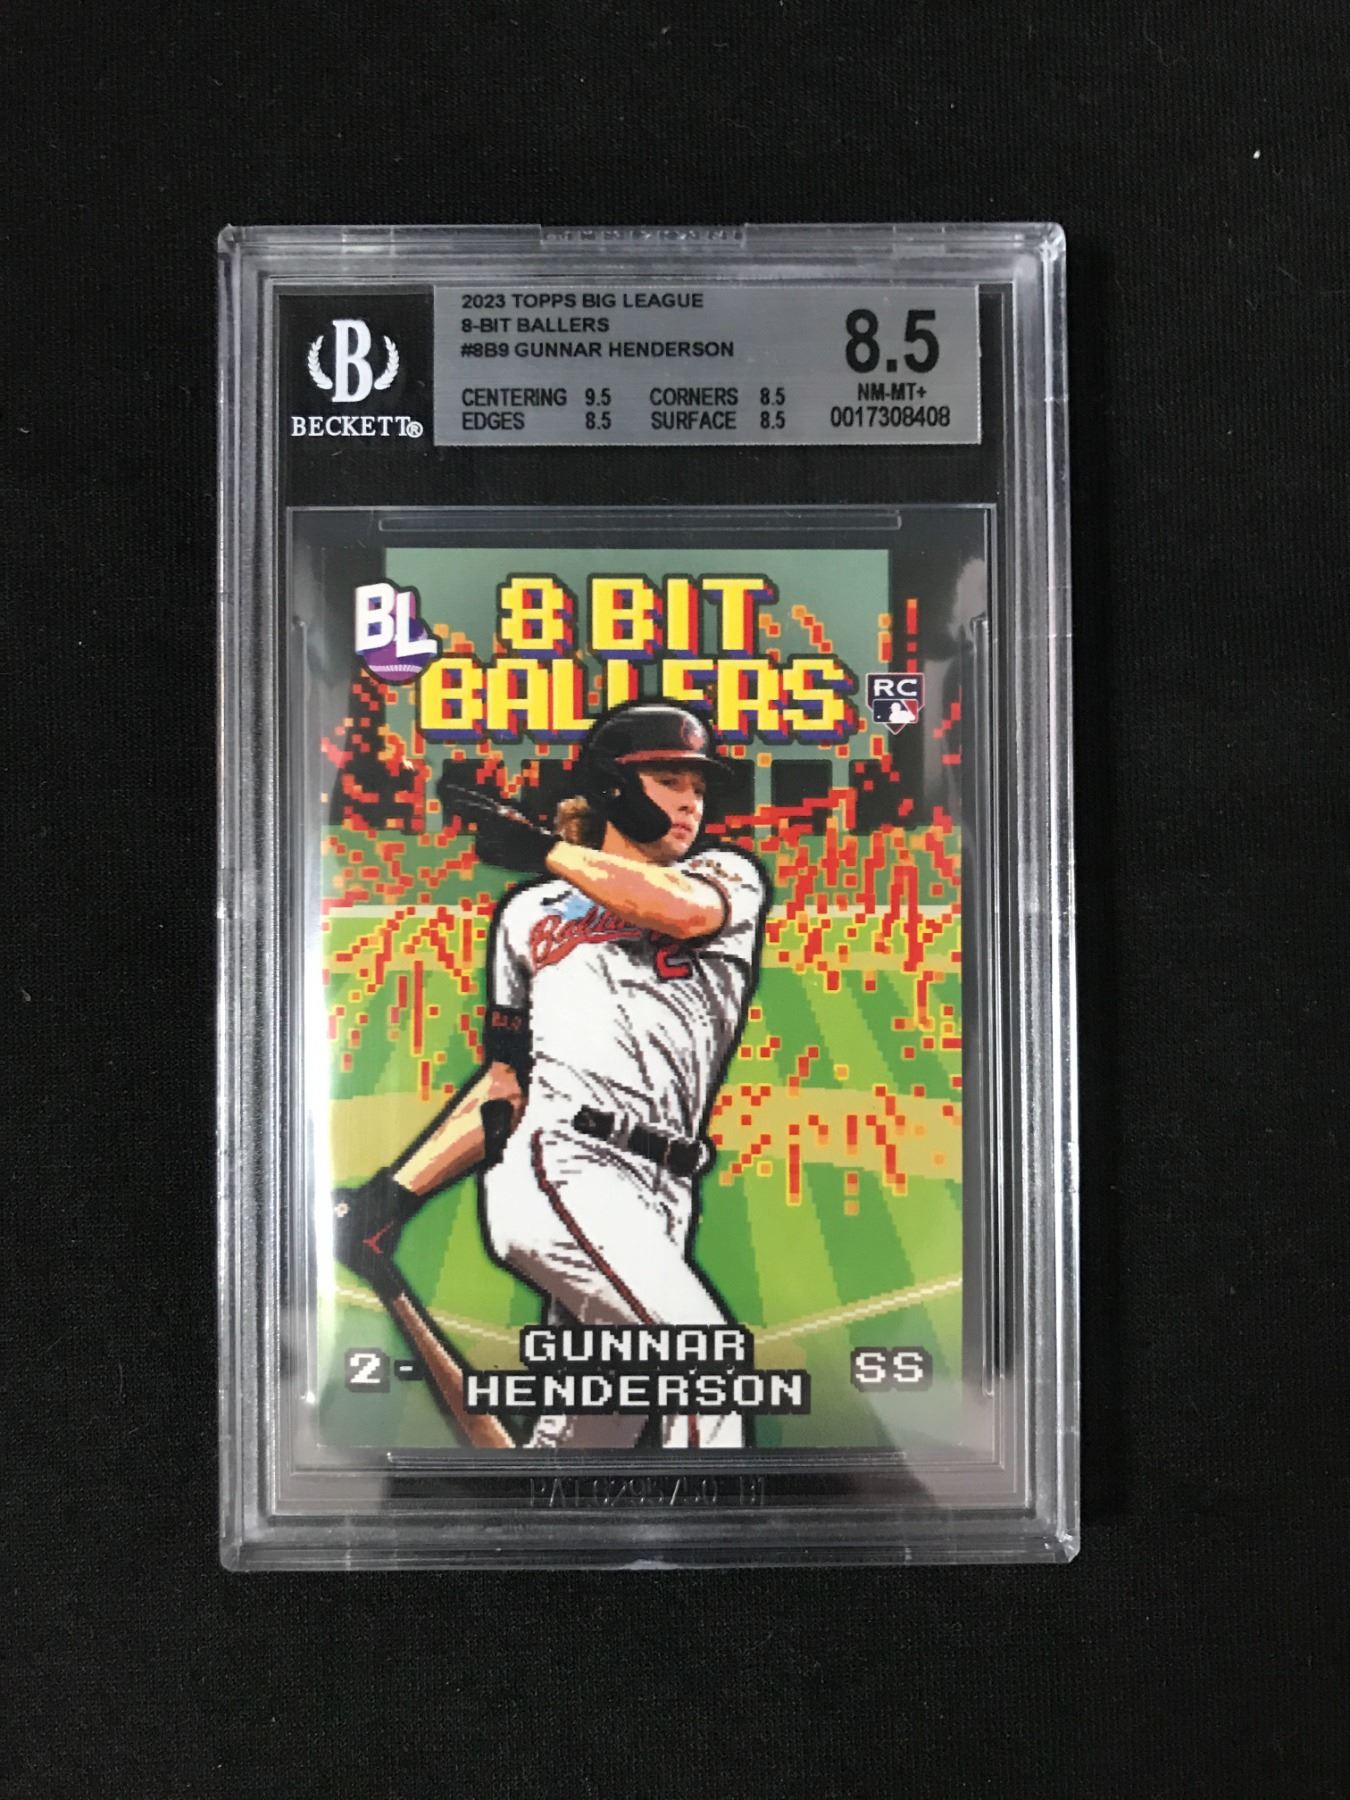 B
BECKETT®
2023 TOPPS BIG LEAGUE
8-BIT BALLERS
#8B9 GUNNAR HENDERSON
CENTERING 9.5 CORNERS 8.5
EDGES 8.5 SURFACE 8.5
8.5
NM-MT+
0017308408
BL
8 BIT
BALLERS
RC
2
GUNNAR
HENDERSON
2 - SS